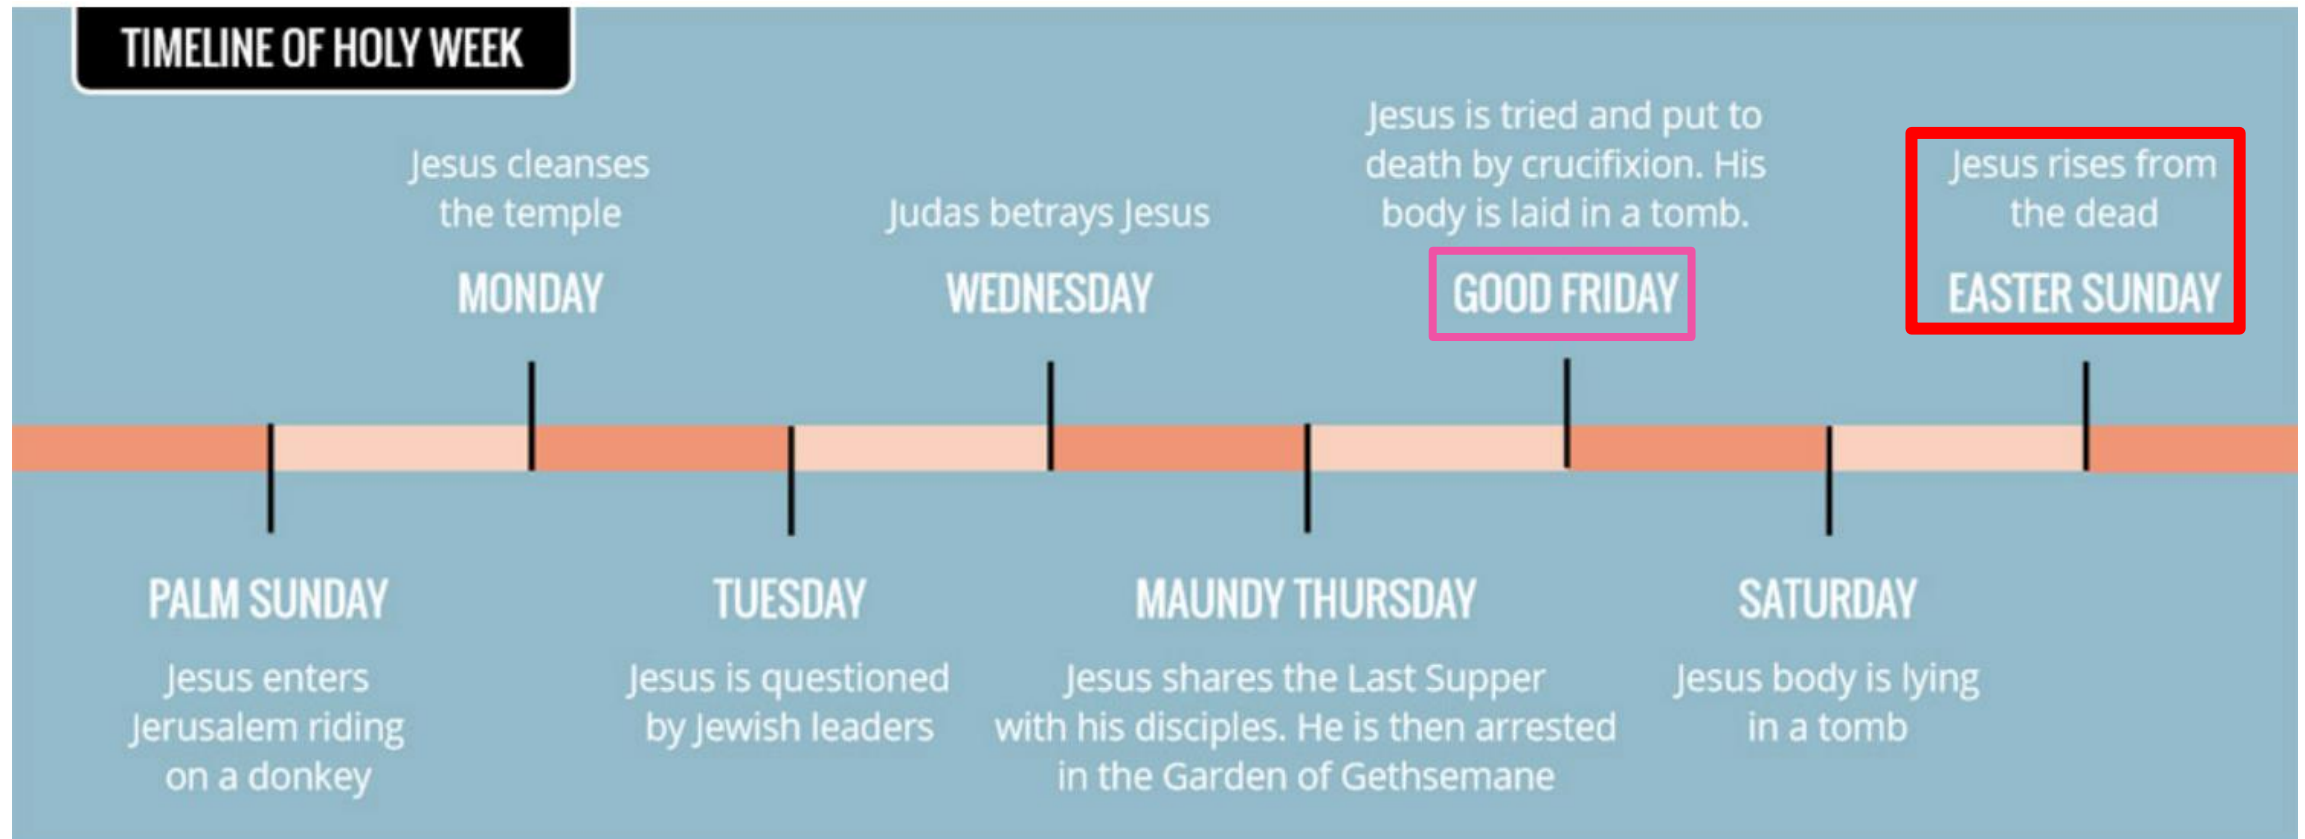 TIMELINE OF HOLY WEEK
Jesus enters
Jerusalem riding
on a donkey
PALM SUNDAY
Jesus cleanses
the temple
MONDAY
TUESDAY
Jesus is questioned
by Jewish leaders
Judas betrays Jesus
WEDNESDAY
MAUNDY THURSDAY
Jesus shares the Last Supper
with his disciples. He is then arrested
in the Garden of Gethsemane
Jesus is tried and put to
death by crucifixion. His
body is laid in a tomb.
GOOD FRIDAY
SATURDAY
Jesus body is lying
in a tomb
Jesus rises from
the dead
EASTER SUNDAY